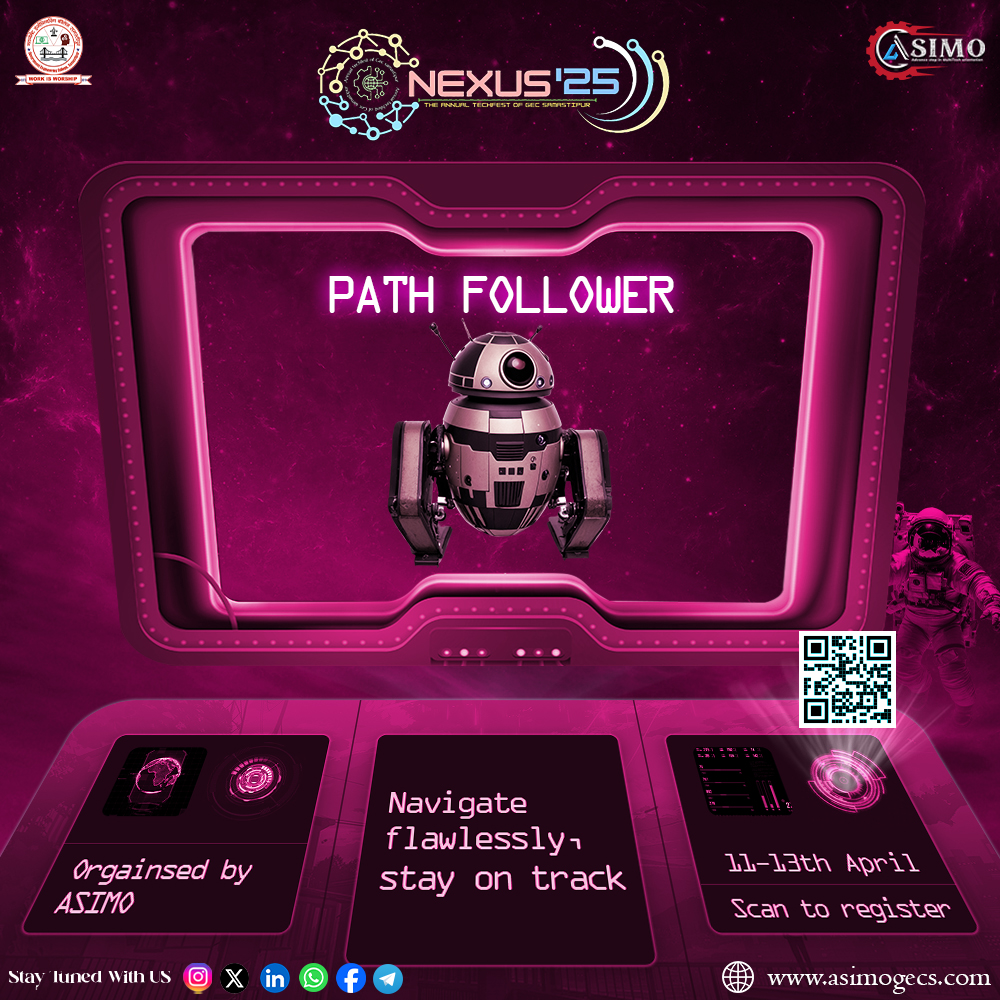 WORK IS WORSHIP
NEXUS'25
THE ANNUAL TECHFEST OF GEC SAMASTIPUR
ASIMO
PATH FOLLOWER
Orgainsed by
ASIMO
Navigate
flawlessly,
stay on track
11-13th April
Scan to register
Stay Tuned With US
www.asimogecs.com